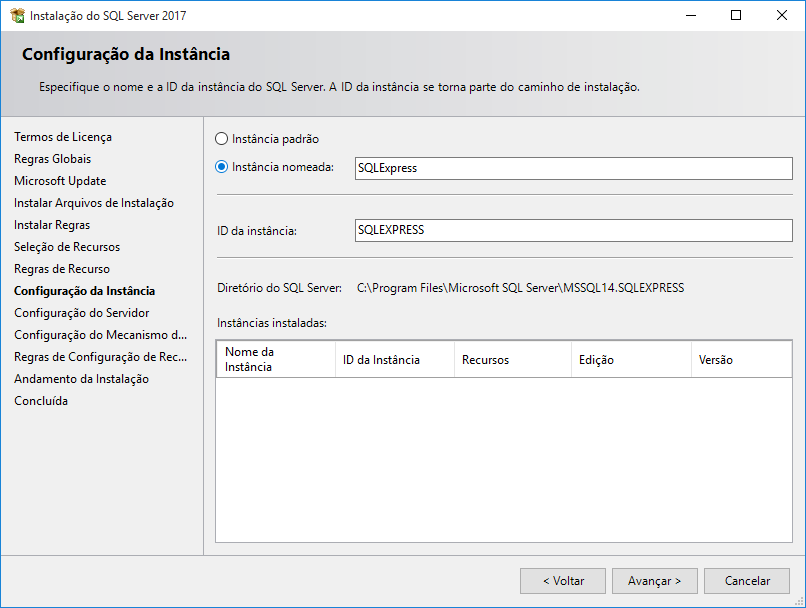 Instalação do SQL Server 2017
Configuração da Instância
Especifique o nome e a ID da instância do SQL Server. A ID da instância se torna parte do caminho de instalação.
Termos de Licença
Regras Globais
Microsoft Update
Instalar Arquivos de Instalação
Instalar Regras
Seleção de Recursos
Regras de Recurso
Configuração da Instância
Configuração do Servidor
Configuração do Mecanismo d...
Regras de Configuração de Rec...
Andamento da Instalação
Concluída
Instância padrão
Instância nomeada: SQLExpress
ID da instância: SQLEXPRESS
Diretório do SQL Server: C:\Program Files\Microsoft SQL Server\MSSQL14.SQLEXPRESS
Instâncias instaladas:
Nome da
Instância
ID da Instância
Recursos
Edição
Versão
< Voltar
Avançar >
Cancelar